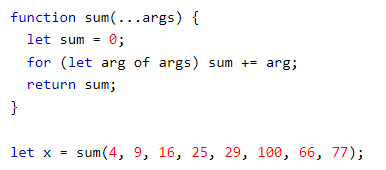 function sum(...args) {
  let sum = 0;
  for (let arg of args) sum += arg;
  return sum;
}

let x = sum(4, 9, 16, 25, 29, 100, 66, 77);